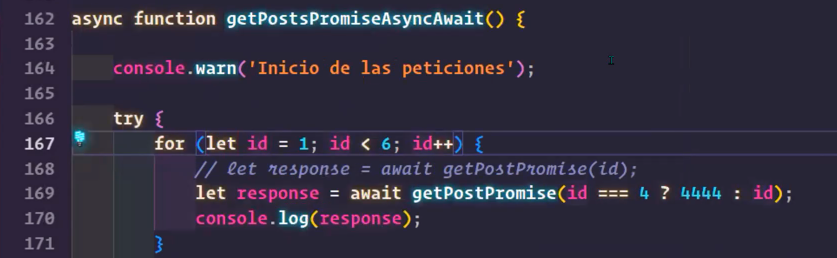 162 async function getPostsPromiseAsyncAwait() {
163
164     console.warn('Inicio de las peticiones');
165
166     try {
167         for (let id = 1; id < 6; id++) {
168             // let response = await getPostPromise(id);
169             let response = await getPostPromise(id === 4 ? 4444 : id);
170             console.log(response);
171         }